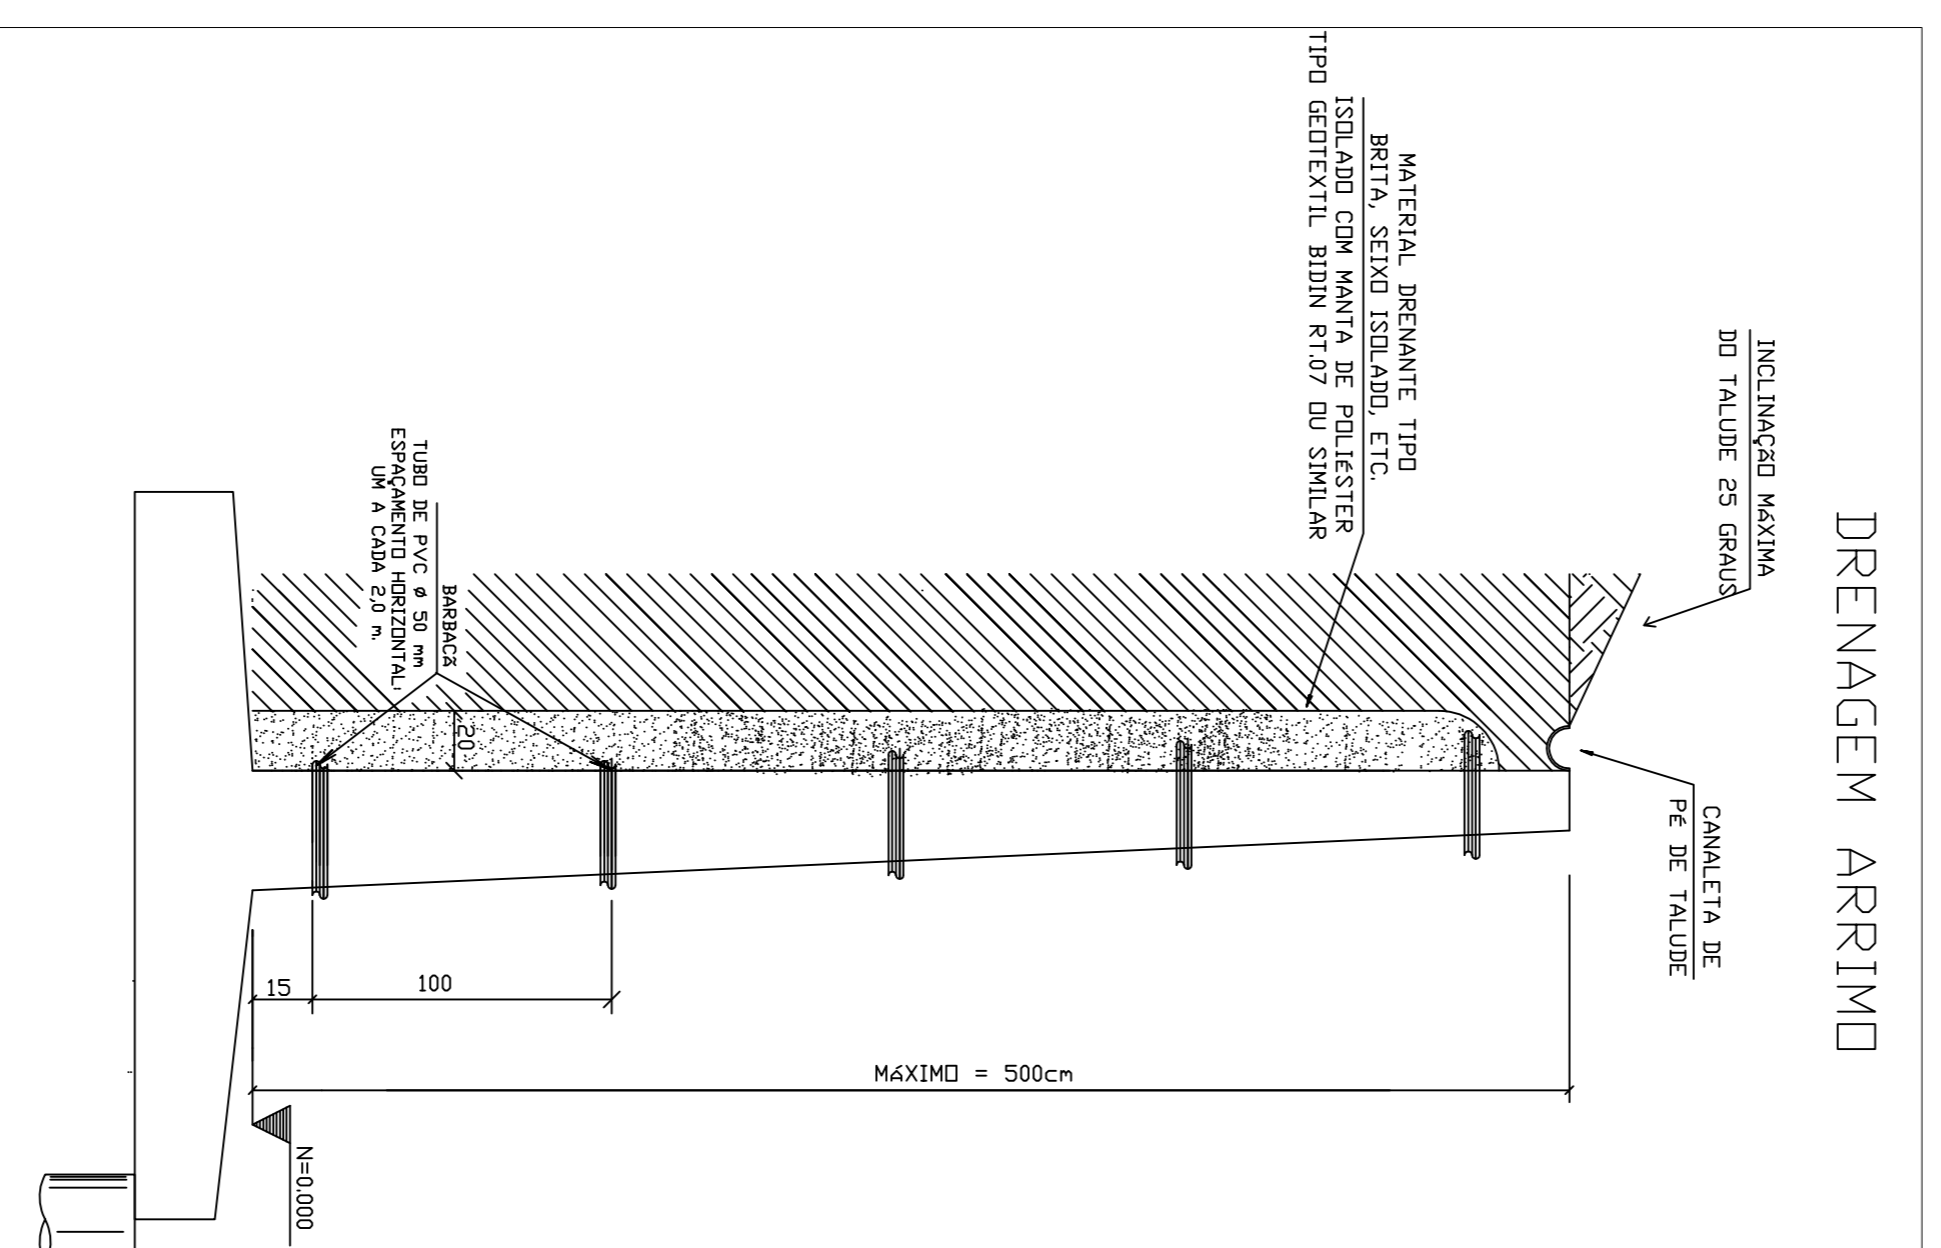 DRENAGEM ARRIMO
INCLINAÇÃO MÁXIMA
DO TALUDE 25 GRAUS
CANALETA DE
PÉ DE TALUDE
MATERIAL DRENANTE TIPO
BRITA, SEIXO ISOLADO, ETC.
ISOLADO COM MANTA DE POLIÉSTER
TIPO GEOTEXTIL BIDIN RT.07 OU SIMILAR
BARBACÃ
TUBO DE PVC ø 50 mm
ESPAÇAMENTO HORIZONTAL:
UM A CADA 2,0 m.
20
15
100
MÁXIMO = 500cm
N=0.000